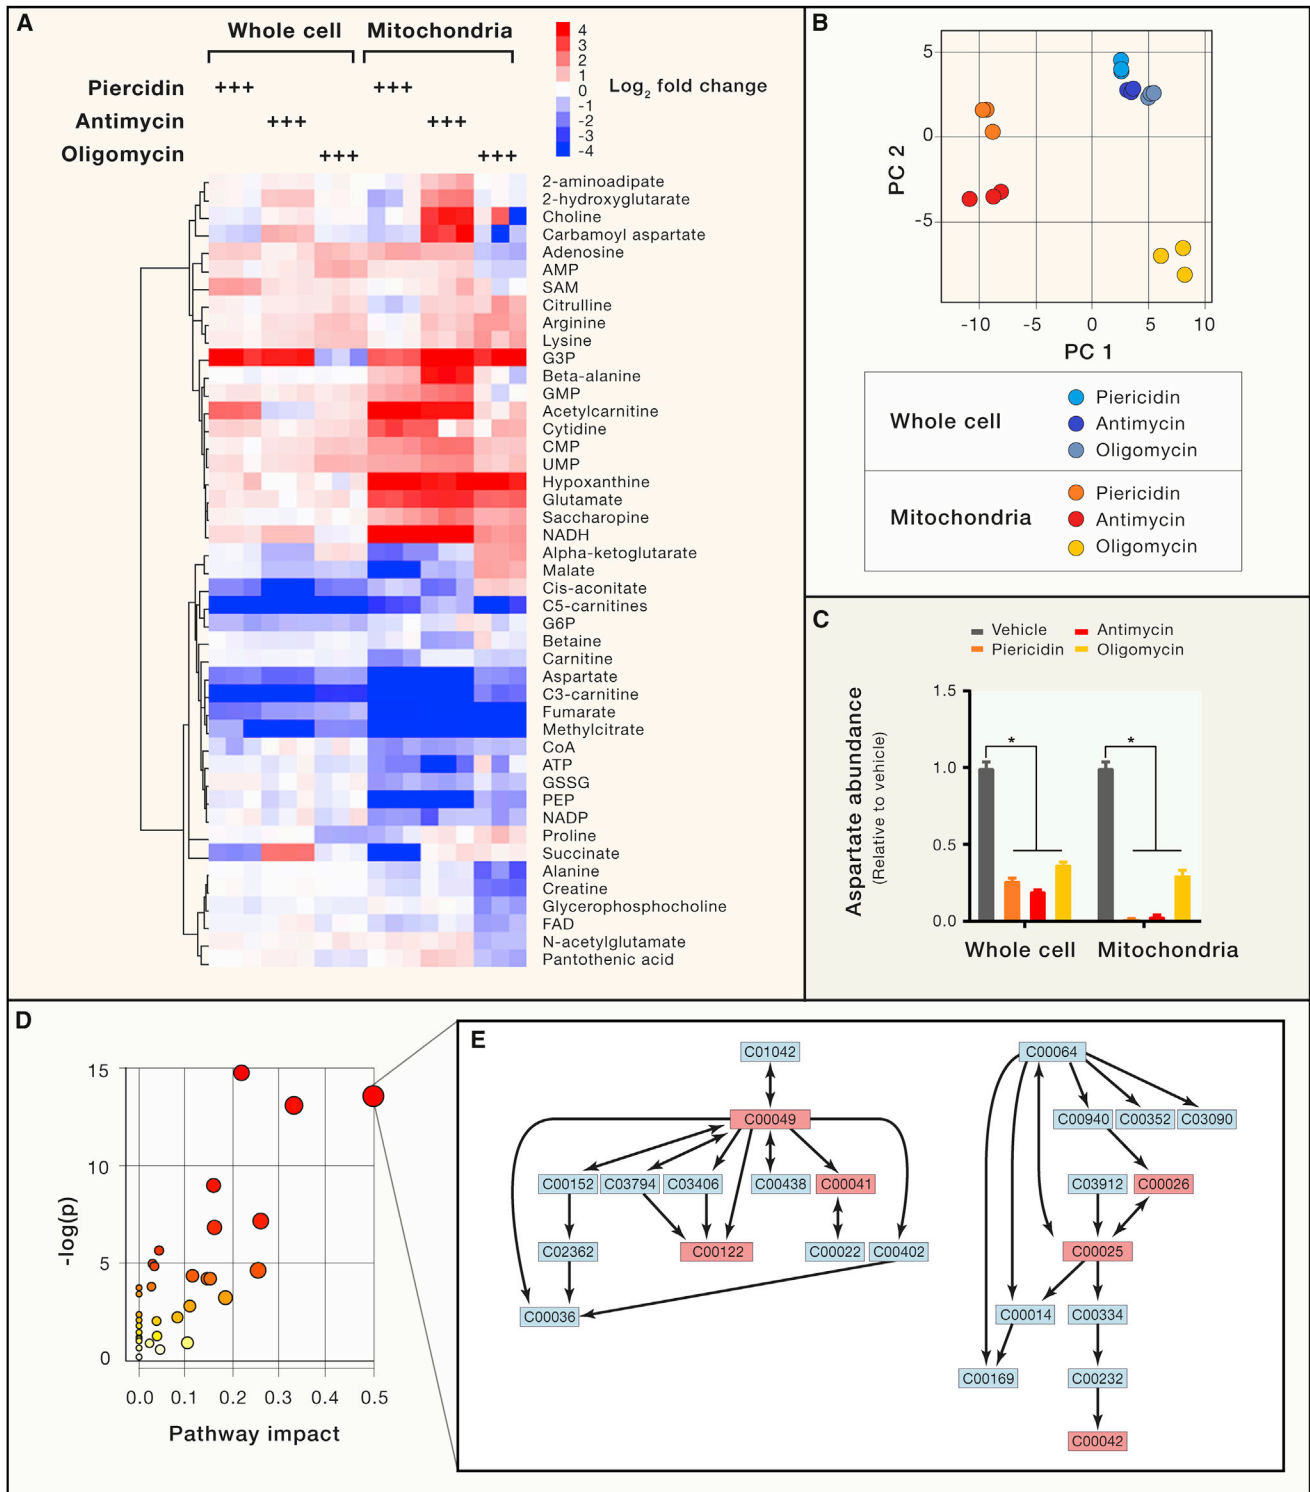 A
Whole cell Mitochondria
Piercidin +++ +++
Antimycin +++ +++
Oligomycin +++ +++
4
3
2
1
0
-1
-2
-3
-4
Log2 fold change
2-aminoadipate
2-hydroxyglutarate
Choline
Carbamoyl aspartate
Adenosine
AMP
SAM
Citrulline
Arginine
Lysine
G3P
Beta-alanine
GMP
Acetylcarnitine
Cytidine
CMP
UMP
Hypoxanthine
Glutamate
Saccharopine
NADH
Alpha-ketoglutarate
Malate
Cis-aconitate
C5-carnitines
G6P
Betaine
Carnitine
Aspartate
C3-carnitine
Fumarate
Methylcitrate
CoA
ATP
GSSG
PEP
NADP
Proline
Succinate
Alanine
Creatine
Glycerophosphocholine
FAD
N-acetylglutamate
Pantothenic acid
B
5
0
-5
PC 2
-10 -5 0 5 10
PC 1
Whole cell
Piericidin
Antimycin
Oligomycin
Mitochondria
Piericidin
Antimycin
Oligomycin
C
Vehicle Antimycin
Piericidin Oligomycin
Aspartate abundance
(Relative to vehicle)
1.5
1.0
0.5
0.0
* *
Whole cell Mitochondria
D
15
10
5
0
-log(p)
0.0 0.1 0.2 0.3 0.4 0.5
Pathway impact
E
C01042
C00049
C00152 C03794 C03406 C00438 C00041
C02362 C00122 C00022 C00402
C00036
C00064
C00940 C00352 C03090
C03912 C00026
C00025
C00014 C00334
C00169 C00232
C00042